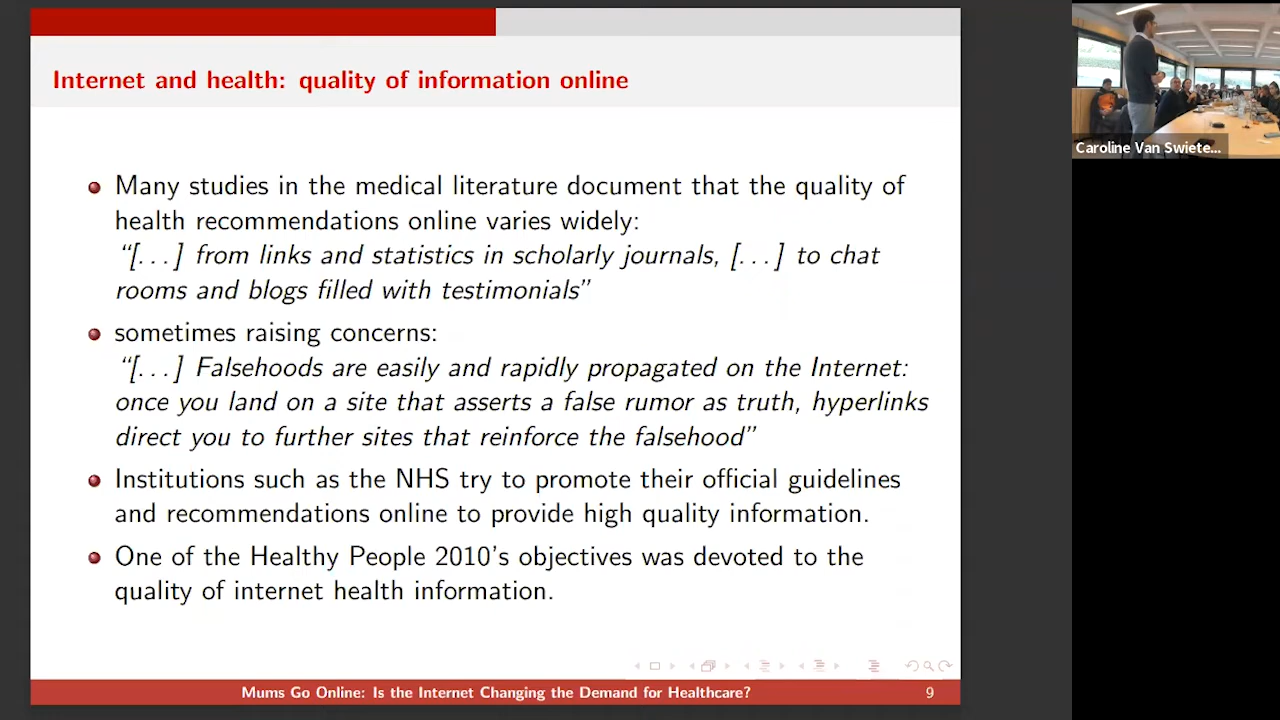 Internet and health: quality of information online
Many studies in the medical literature document that the quality of
health recommendations online varies widely:
“[...] from links and statistics in scholarly journals, [...] to chat
rooms and blogs filled with testimonials”
sometimes raising concerns:
“[...] Falsehoods are easily and rapidly propagated on the Internet:
once you land on a site that asserts a false rumor as truth, hyperlinks
direct you to further sites that reinforce the falsehood”
Institutions such as the NHS try to promote their official guidelines
and recommendations online to provide high quality information.
One of the Healthy People 2010's objectives was devoted to the
quality of internet health information.
Mums Go Online: Is the Internet Changing the Demand for Healthcare?
9
Caroline Van Swiete...